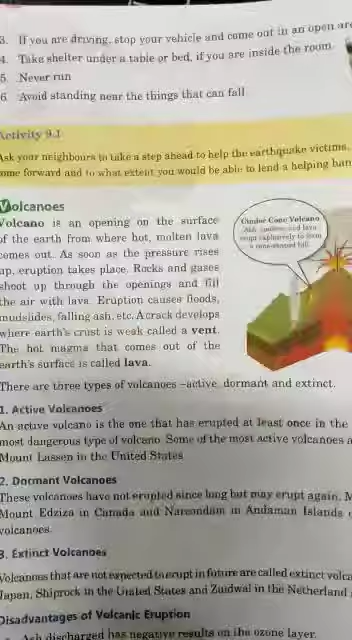 3. If you are driving, stop your vehicle and come out in an open
4. Take shelter under a table or bed, if you are inside the room.
5. Never run
6. Avoid standing near the things that can fall
Activity 9.1
Ask your neighbours to take a step ahead to help the earthquake victims.
come forward and to what extent you would be able to lend a helping
Volcanoes
Volcano is an opening on the surface
of the earth from where hot, molten lava
comes out. As soon as the pressure rises
up, eruption takes place. Rocks and gases
shoot up through the openings and fill
the air with lava. Eruption causes floods,
mudslides, falling ash, etc. A crack develops
where earth's crust is weak called a vent.
The hot magma that comes out of the
earth's surface is called lava.
Cinder Cone Volcano
Ash, cinders, and lava
erupt explosively to form
a cone-shaped hill.
There are three types of volcanoes –active, dormant and extinct.
1. Active Volcanoes
An active volcano is the one that has erupted at least once in the
most dangerous type of volcano. Some of the most active volcanoes
Mount Lassen in the United States
2. Dormant Volcanoes
These volcanoes have not erupted since long but may erupt again.
Mount Edziza in Canada and Narcondam in Andaman Islands
volcanoes.
3. Extinct Volcanoes
Volcanoes that are not expected to erupt in future are called extinct
Japan, Shiprock in the United States and Zuidwal in the Netherland
Disadvantages of Volcanic Eruption
Ash discharged has negative results on the ozone layer.